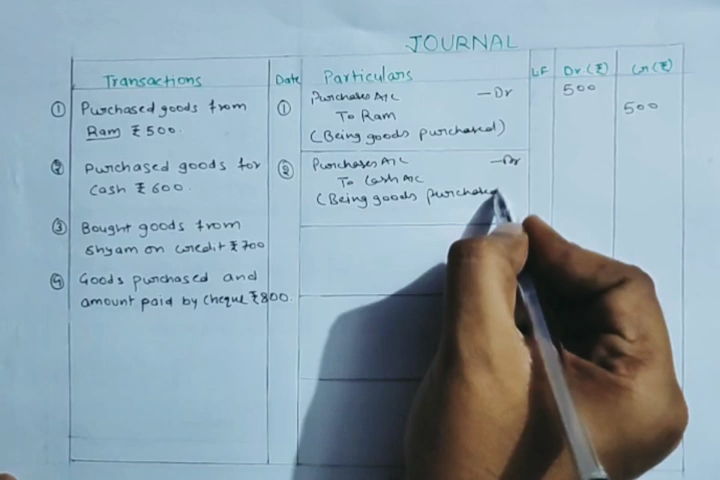 JOURNAL
Transactions Date Particulars LF Dr (₹) Cr (₹)
① Purchased goods from
Ram ₹ 500.
② Purchased goods for
Cash ₹ 600.
③ Bought goods from
Shyam on credit ₹ 700
④ Goods purchased and
amount paid by cheque ₹ 800.
① Purchases A/c — Dr 500
To Ram 500
(Being goods purchased)
② Purchases A/c — Dr
To Cash A/c
(Being goods purchase